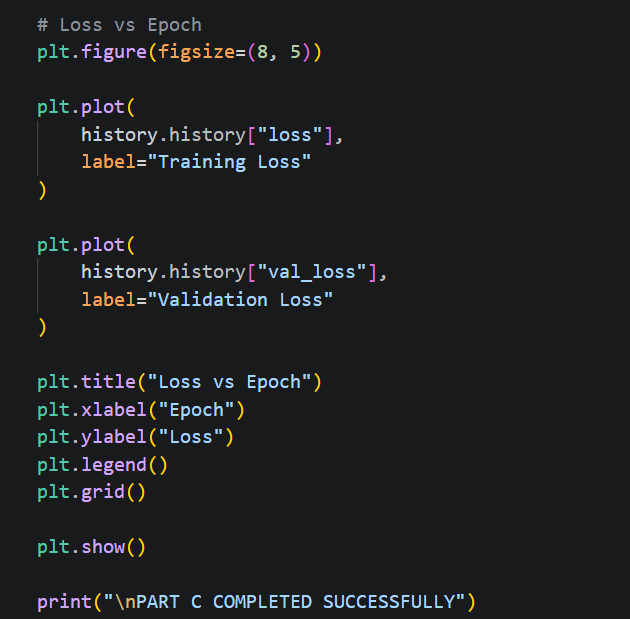 # Loss vs Epoch
plt.figure(figsize=(8, 5))
plt.plot(
    history.history["loss"],
    label="Training Loss"
)
plt.plot(
    history.history["val_loss"],
    label="Validation Loss"
)
plt.title("Loss vs Epoch")
plt.xlabel("Epoch")
plt.ylabel("Loss")
plt.legend()
plt.grid()
plt.show()
print("\nPART C COMPLETED SUCCESSFULLY")